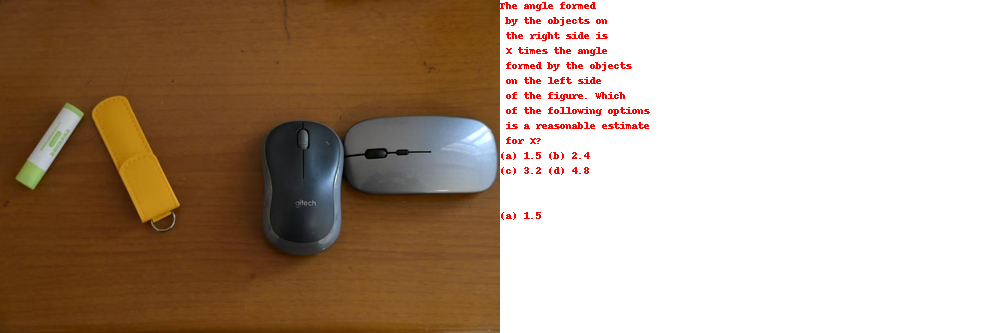 The angle formed
by the objects on
the right side is
X times the angle
formed by the objects
on the left side
of the figure. Which
of the following options
is a reasonable estimate
for X?
(a) 1.5 (b) 2.4
(c) 3.2 (d) 4.8
(a) 1.5
gitech